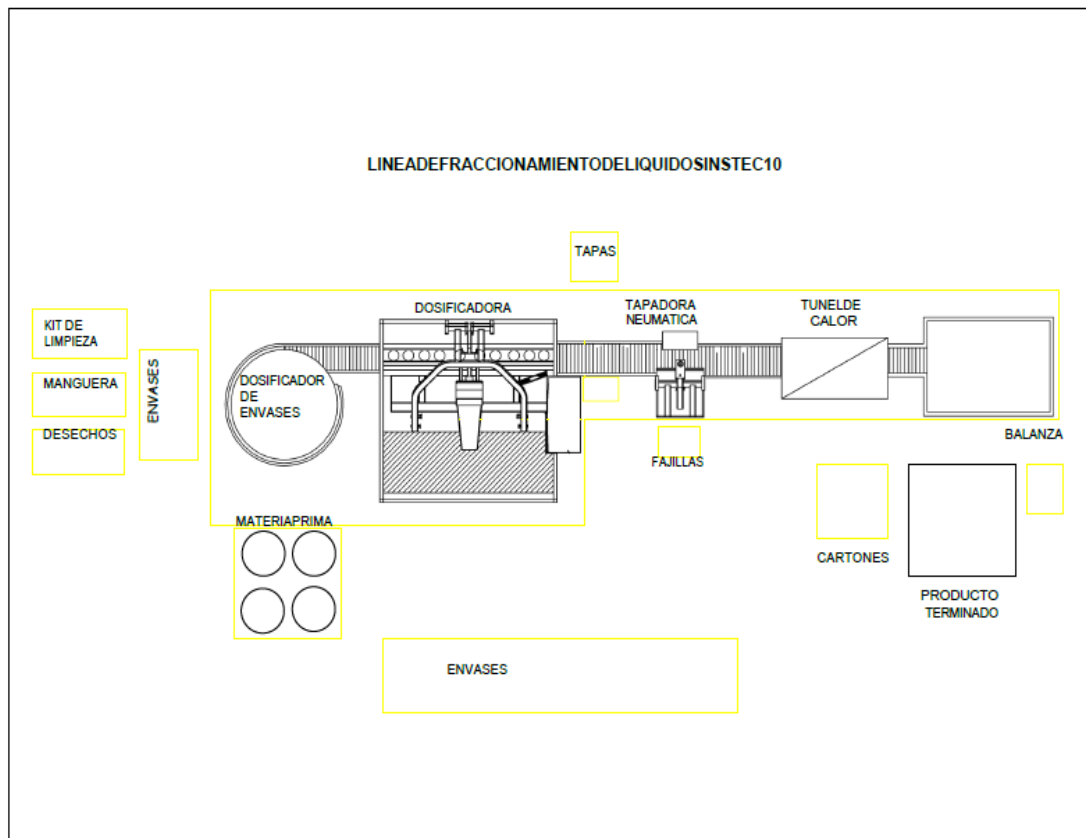 LINEADEFRACCIONAMIENTODELIQUIDOSINSTEC10
TAPAS
DOSIFICADORA
TAPADORA
NEUMATICA
TUNELDE
CALOR
KIT DE
LIMPIEZA
MANGUERA
DESECHOS
ENVASES
DOSIFICADOR
DE
ENVASES
BALANZA
FAJILLAS
MATERIAPRIMA
CARTONES
PRODUCTO
TERMINADO
ENVASES